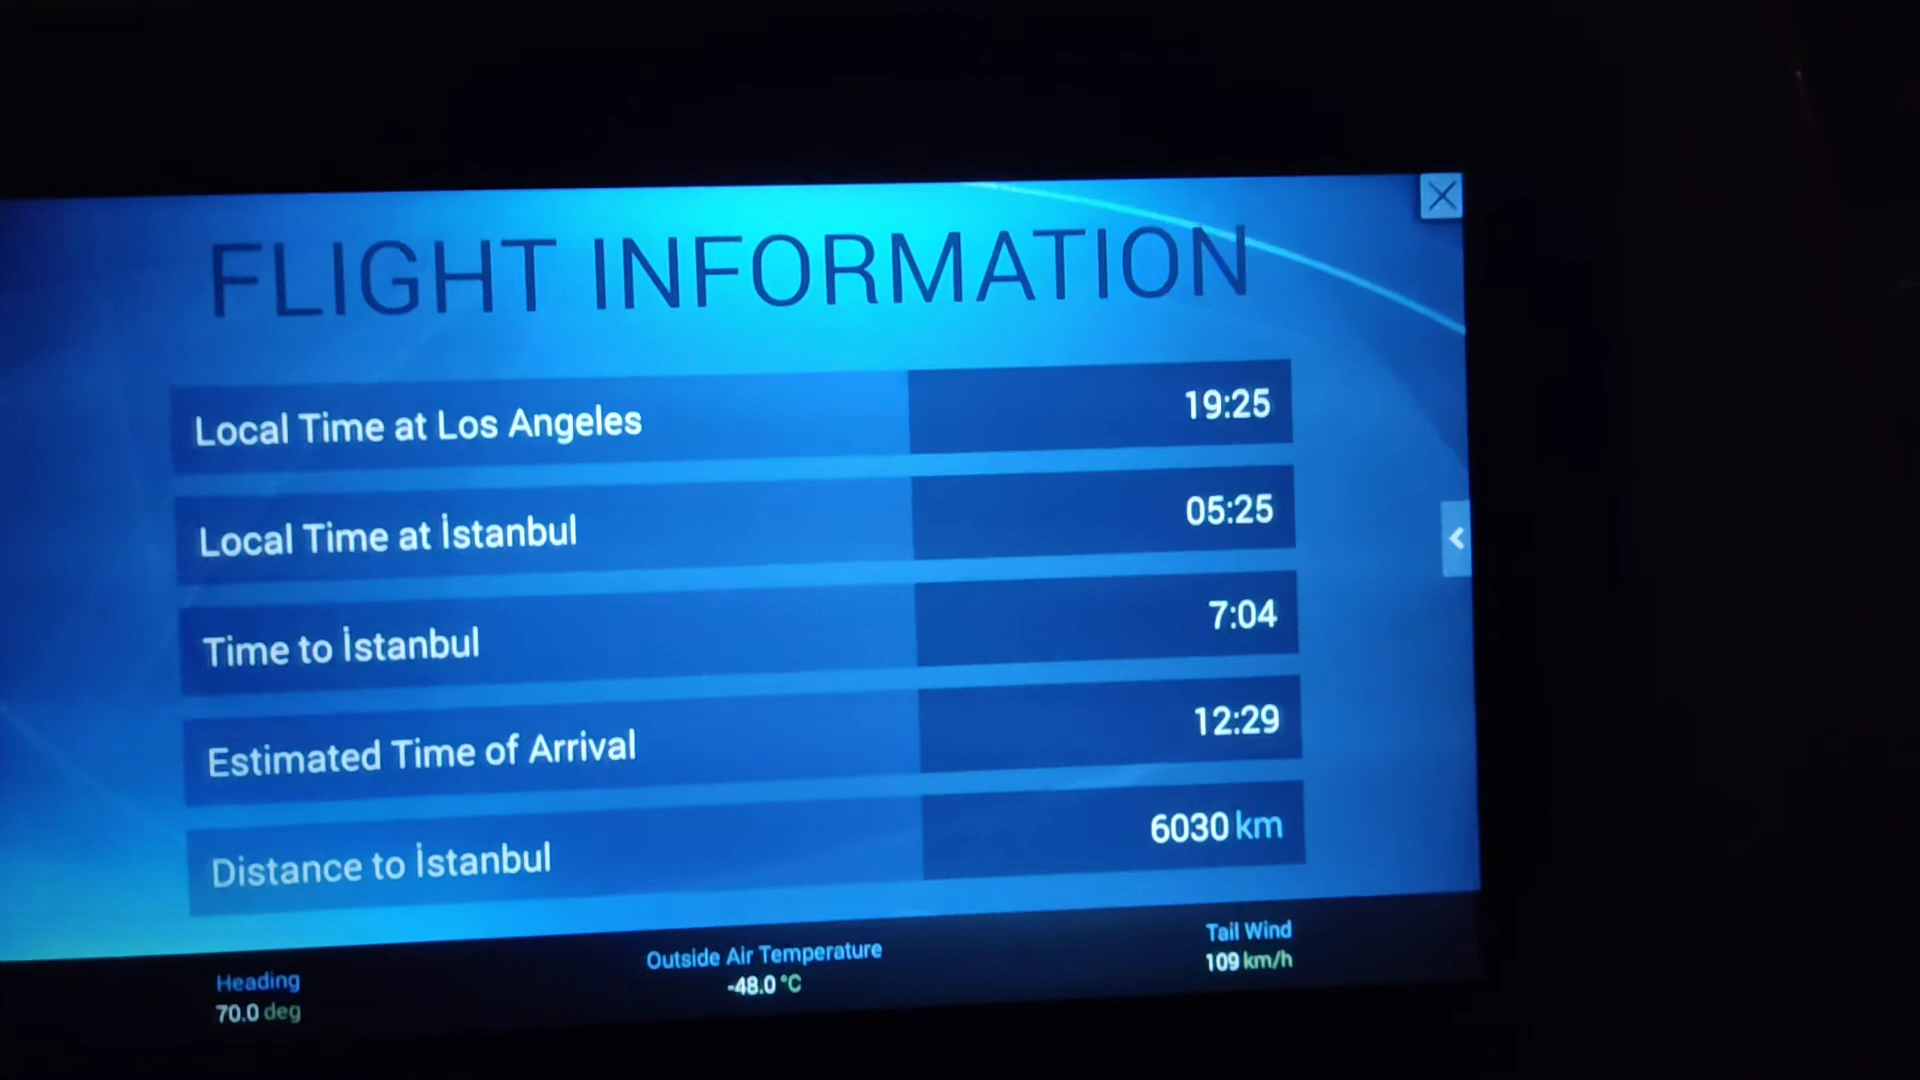 FLIGHT INFORMATION
Local Time at Los Angeles 19:25
Local Time at İstanbul 05:25
Time to İstanbul 7:04
Estimated Time of Arrival 12:29
Distance to İstanbul 6030 km
Heading Outside Air Temperature Tail Wind
70.0 deg -48.0 °C 109 km/h